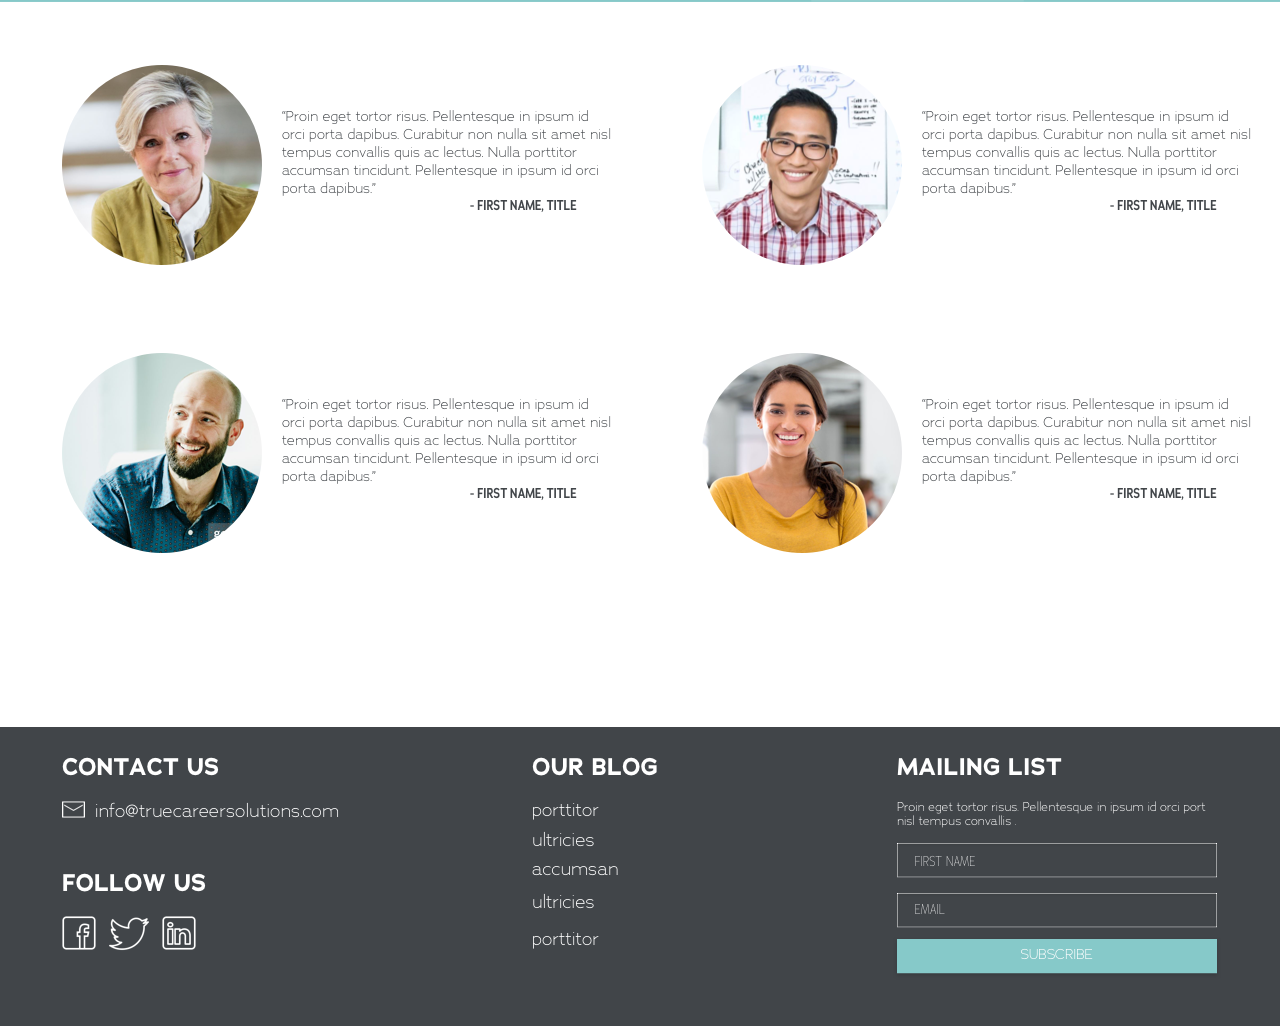 “Proin eget tortor risus. Pellentesque in ipsum id
orci porta dapibus. Curabitur non nulla sit amet nisl
tempus convallis quis ac lectus. Nulla porttitor
accumsan tincidunt. Pellentesque in ipsum id orci
porta dapibus.”
- FIRST NAME, TITLE
“Proin eget tortor risus. Pellentesque in ipsum id
orci porta dapibus. Curabitur non nulla sit amet nisl
tempus convallis quis ac lectus. Nulla porttitor
accumsan tincidunt. Pellentesque in ipsum id orci
porta dapibus.”
- FIRST NAME, TITLE
“Proin eget tortor risus. Pellentesque in ipsum id
orci porta dapibus. Curabitur non nulla sit amet nisl
tempus convallis quis ac lectus. Nulla porttitor
accumsan tincidunt. Pellentesque in ipsum id orci
porta dapibus.”
- FIRST NAME, TITLE
“Proin eget tortor risus. Pellentesque in ipsum id
orci porta dapibus. Curabitur non nulla sit amet nisl
tempus convallis quis ac lectus. Nulla porttitor
accumsan tincidunt. Pellentesque in ipsum id orci
porta dapibus.”
- FIRST NAME, TITLE
CONTACT US
info@truecareersolutions.com
FOLLOW US
OUR BLOG
porttitor
ultricies
accumsan
ultricies
porttitor
MAILING LIST
Proin eget tortor risus. Pellentesque in ipsum id orci port
nisl tempus convallis .
FIRST NAME
EMAIL
SUBSCRIBE